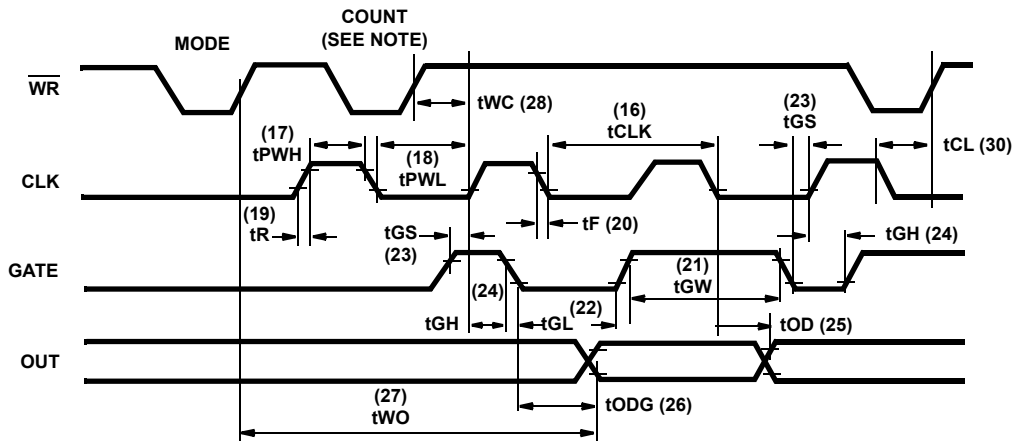 COUNT
(SEE NOTE)
MODE
WR
tWC (28)
(16)
tCLK
(23)
tGS
tCL (30)
(17)
tPWH
(18)
tPWL
CLK
(19)
tR
tGS
(23)
tF (20)
tGH (24)
GATE
(24)
tGH
(22)
tGL
(21)
tGW
tOD (25)
OUT
(27)
tWO
tODG (26)